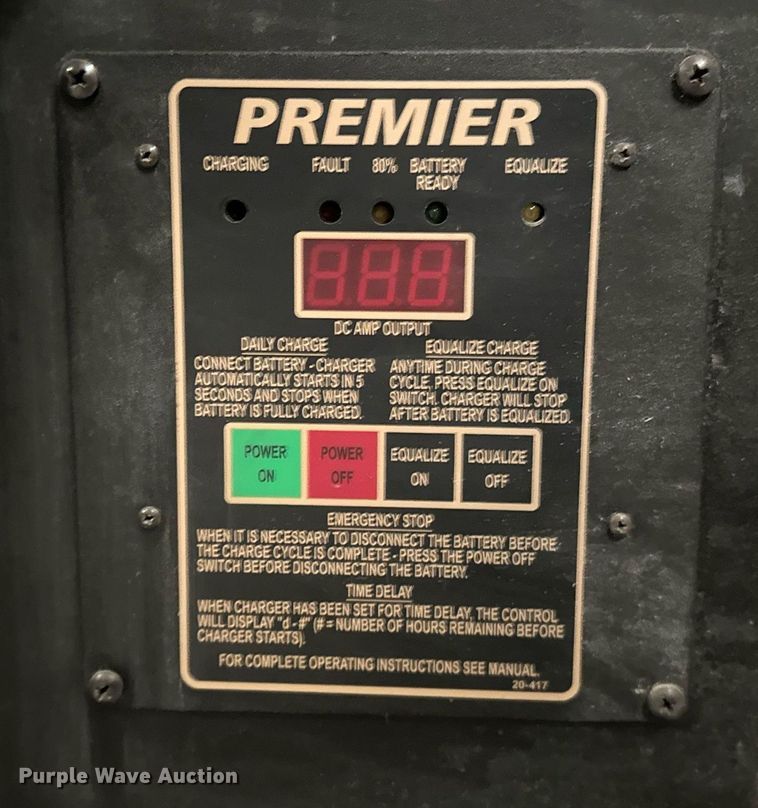 PREMIER
CHARGING FAULT 80% BATTERY READY EQUALIZE
888
DC AMP OUTPUT
DAILY CHARGE
CONNECT BATTERY - CHARGER
AUTOMATICALLY STARTS IN 5
SECONDS AND STOPS WHEN
BATTERY IS FULLY CHARGED.
EQUALIZE CHARGE
ANYTIME DURING CHARGE
CYCLE, PRESS EQUALIZE ON
SWITCH. CHARGER WILL STOP
AFTER BATTERY IS EQUALIZED.
POWER ON
POWER OFF
EQUALIZE ON
EQUALIZE OFF
EMERGENCY STOP
WHEN IT IS NECESSARY TO DISCONNECT THE BATTERY BEFORE
THE CHARGE CYCLE IS COMPLETE - PRESS THE POWER OFF
SWITCH BEFORE DISCONNECTING THE BATTERY.
TIME DELAY
WHEN CHARGER HAS BEEN SET FOR TIME DELAY, THE CONTROL
WILL DISPLAY "d - #" (# = NUMBER OF HOURS REMAINING BEFORE
CHARGER STARTS).
FOR COMPLETE OPERATING INSTRUCTIONS SEE MANUAL.
20-417
Purple Wave Auction